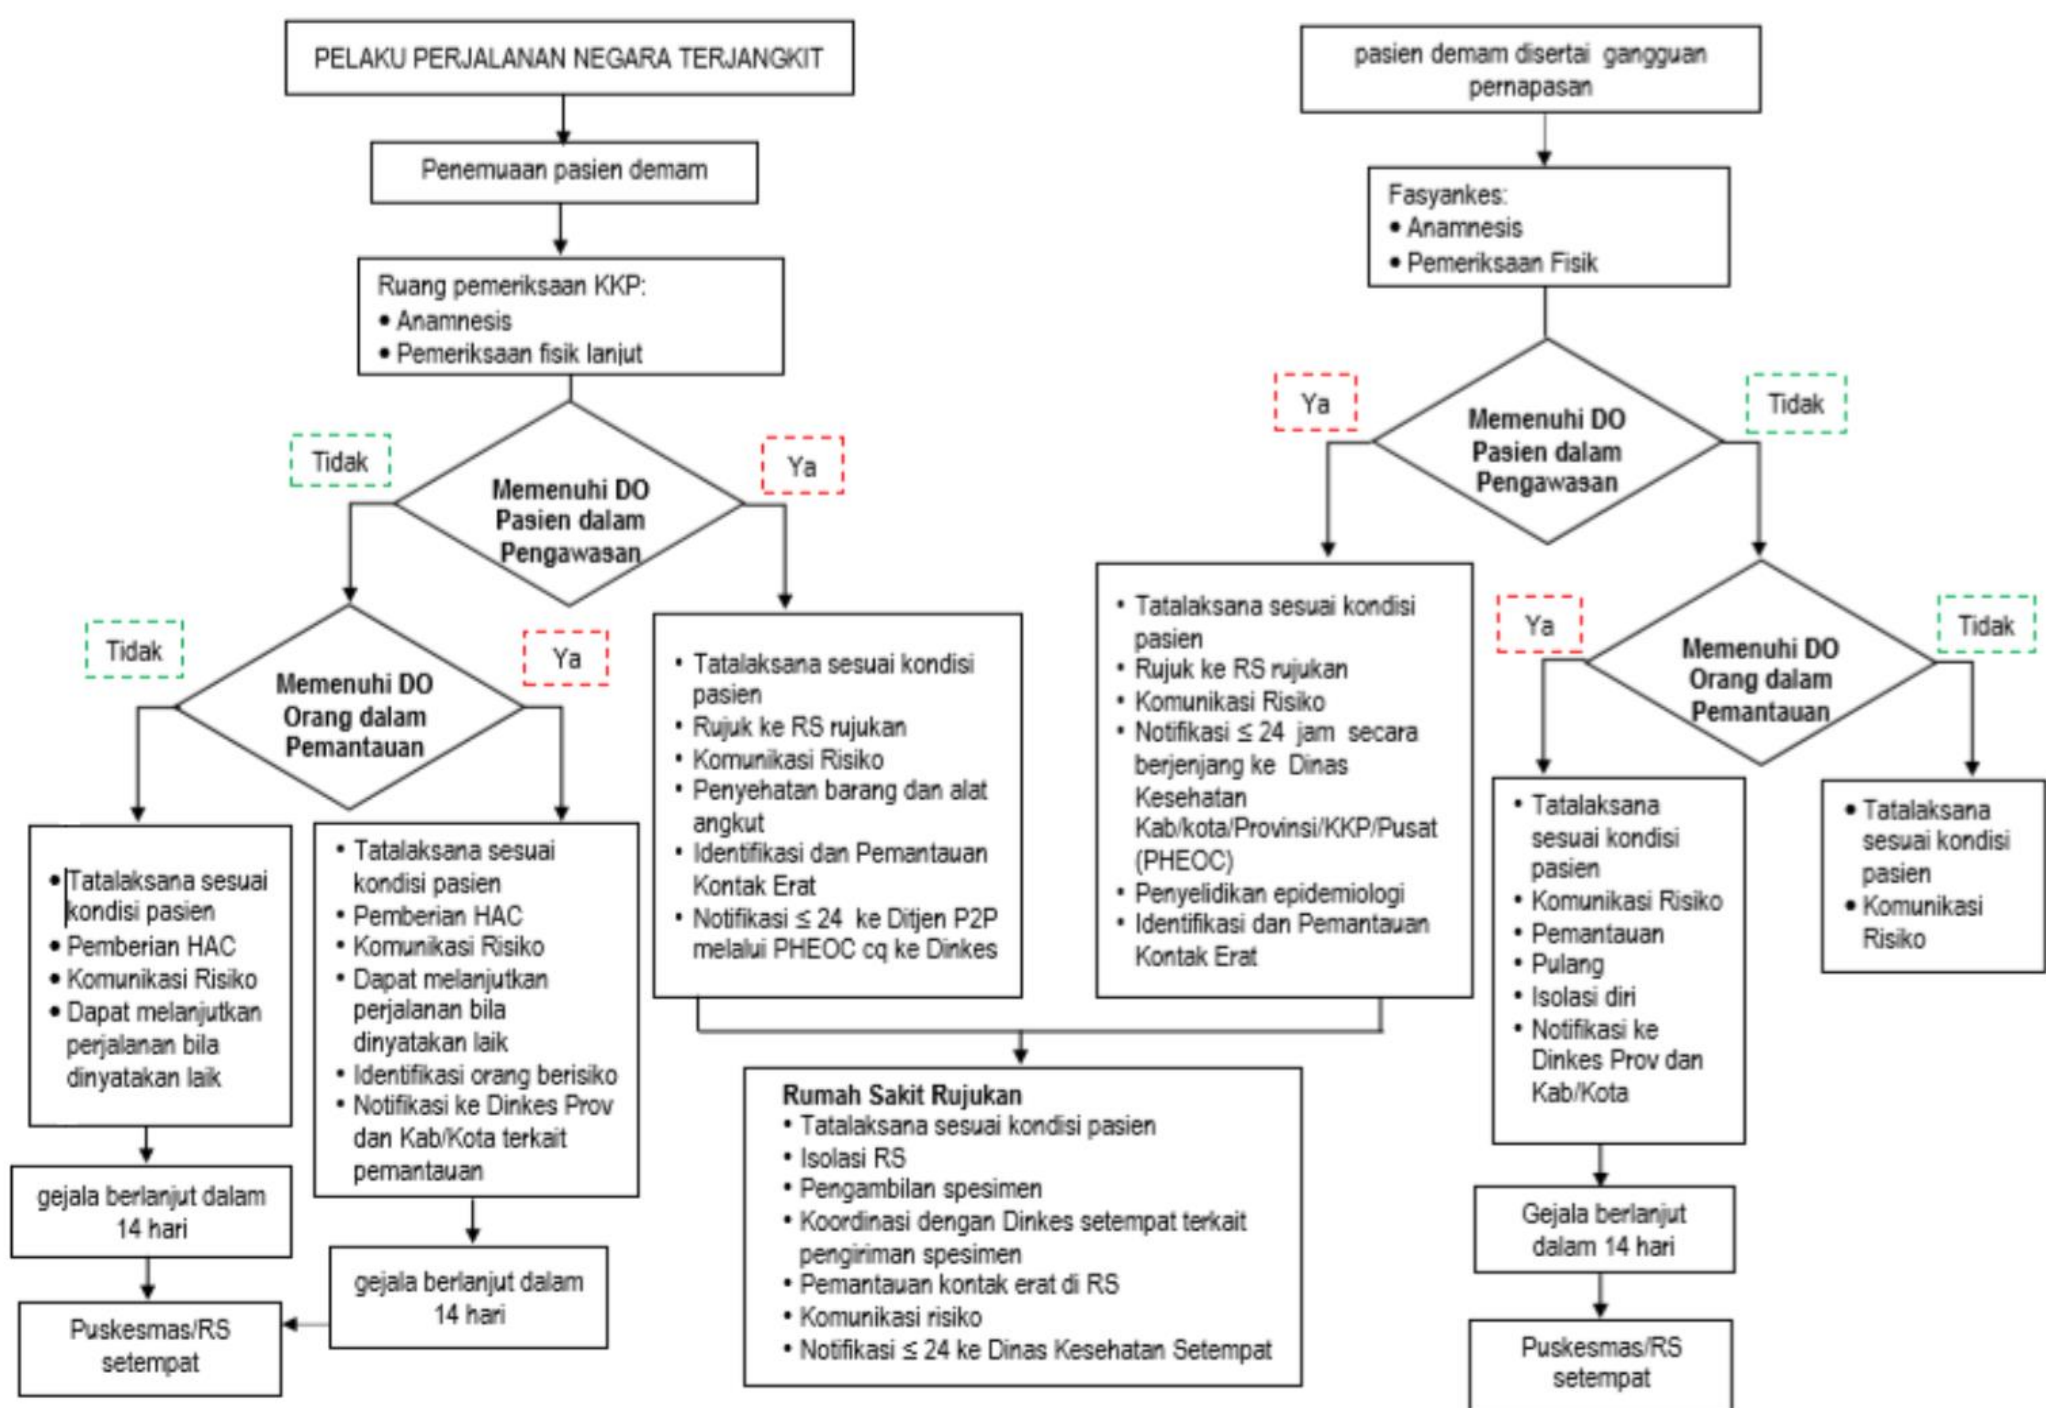 PELAKU PERJALANAN NEGARA TERJANGKIT
Penemuaan pasien demam
Ruang pemeriksaan KKP:
• Anamnesis
• Pemeriksaan fisik lanjut
Tidak
Ya
Memenuhi DO
Pasien dalam
Pengawasan
Tidak
Ya
Memenuhi DO
Orang dalam
Pemantauan
• Tatalaksana sesuai
kondisi pasien
• Pemberian HAC
• Komunikasi Risiko
• Dapat melanjutkan
perjalanan bila
dinyatakan laik
gejala berlanjut dalam
14 hari
Puskesmas/RS
setempat
• Tatalaksana sesuai
kondisi pasien
• Pemberian HAC
• Komunikasi Risiko
• Dapat melanjutkan
perjalanan bila
dinyatakan laik
• Identifikasi orang berisiko
• Notifikasi ke Dinkes Prov
dan Kab/Kota terkait
pemantauan
gejala berlanjut dalam
14 hari
• Tatalaksana sesuai kondisi
pasien
• Rujuk ke RS rujukan
• Komunikasi Risiko
• Penyehatan barang dan alat
angkut
• Identifikasi dan Pemantauan
Kontak Erat
• Notifikasi ≤ 24 ke Ditjen P2P
melalui PHEOC cq ke Dinkes
pasien demam disertai gangguan
pernapasan
Fasyankes:
• Anamnesis
• Pemeriksaan Fisik
Ya
Tidak
Memenuhi DO
Pasien dalam
Pengawasan
• Tatalaksana sesuai kondisi
pasien
• Rujuk ke RS rujukan
• Komunikasi Risiko
• Notifikasi ≤ 24 jam secara
berjenjang ke Dinas
Kesehatan
Kab/kota/Provinsi/KKP/Pusat
(PHEOC)
• Penyelidikan epidemiologi
• Identifikasi dan Pemantauan
Kontak Erat
Rumah Sakit Rujukan
• Tatalaksana sesuai kondisi pasien
• Isolasi RS
• Pengambilan spesimen
• Koordinasi dengan Dinkes setempat terkait
pengiriman spesimen
• Pemantauan kontak erat di RS
• Komunikasi risiko
• Notifikasi ≤ 24 ke Dinas Kesehatan Setempat
Ya
Tidak
Memenuhi DO
Orang dalam
Pemantauan
• Tatalaksana
sesuai kondisi
pasien
• Komunikasi Risiko
• Pemantauan
• Pulang
• Isolasi diri
• Notifikasi ke
Dinkes Prov dan
Kab/Kota
Gejala berlanjut
dalam 14 hari
Puskesmas/RS
setempat
• Tatalaksana
sesuai kondisi
pasien
• Komunikasi
Risiko